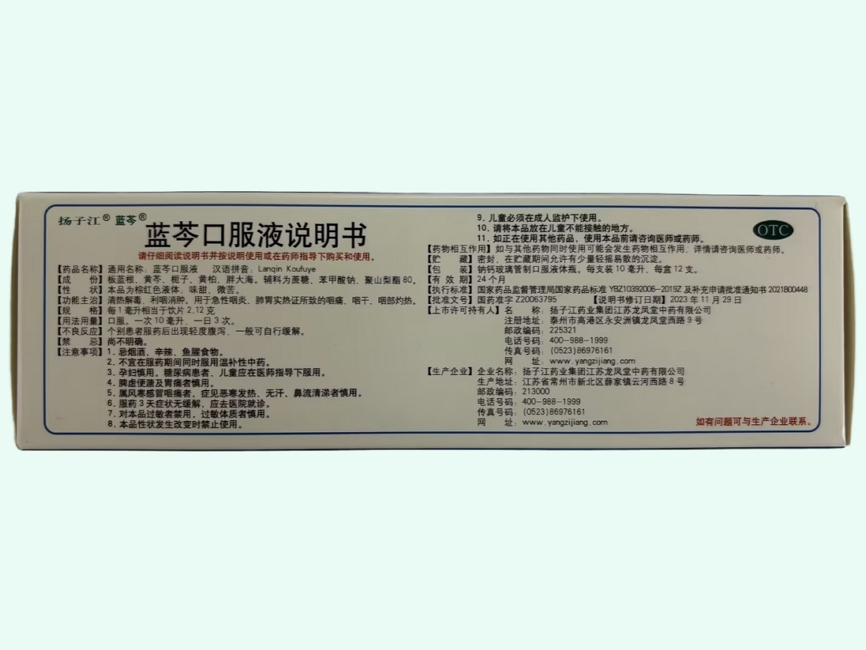 扬子江® 蓝芩®
蓝芩口服液说明书
请仔细阅读说明书并按说明使用或在药师指导下购买和使用。
【药品名称】通用名称：蓝芩口服液 汉语拼音：Lanqin Koufuye
【成 份】板蓝根、黄芩、栀子、黄柏、胖大海。辅料为蔗糖、苯甲酸钠、聚山梨酯 80。
【性 状】本品为棕红色液体；味甜、微苦。
【功能主治】清热解毒，利咽消肿。用于急性咽炎、肺胃实热证所致的咽痛、咽干、咽部灼热。
【规 格】每 1 毫升相当于饮片 2.12 克
【用法用量】口服。一次 10 毫升，一日 3 次。
【不良反应】个别患者服药后出现轻度腹泻，一般可自行缓解。
【禁 忌】尚不明确。
【注意事项】1. 忌烟酒、辛辣、鱼腥食物。
2. 不宜在服药期间同时服用温补性中药。
3. 孕妇慎用。糖尿病患者、儿童应在医师指导下服用。
4. 脾虚便溏及胃痛者慎用。
5. 属风寒感冒咽痛者，症见恶寒发热、无汗、鼻流清涕者慎用。
6. 服药 3 天症状无缓解，应去医院就诊。
7. 对本品过敏者禁用，过敏体质者慎用。
8. 本品性状发生改变时禁止使用。
9. 儿童必须在成人监护下使用。
10. 请将本品放在儿童不能接触的地方。
11. 如正在使用其他药品，使用本品前请咨询医师或药师。
OTC
【药物相互作用】如与其他药物同时使用可能会发生药物相互作用，详情请咨询医师或药师。
【贮 藏】密封，在贮藏期间允许有少量轻摇易散的沉淀。
【包 装】钠钙玻璃管制口服液体瓶。每支装 10 毫升，每盒 12 支。
【有 效 期】24 个月
【执行标准】国家药品监督管理局国家药品标准 YBZ10392006-2019Z 及补充申请批准通知书 2021B00448
【批准文号】国药准字 Z20063795 【说明书修订日期】2023 年 11 月 29 日
【上市许可持有人】名 称：扬子江药业集团江苏龙凤堂中药有限公司
注册地址：泰州市高港区永安洲镇龙凤堂西路 9 号
邮政编码：225321
电话号码：400-988-1999
传真号码：(0523)86976161
网 址：www.yangzijiang.com
【生产企业】企业名称：扬子江药业集团江苏龙凤堂中药有限公司
生产地址：江苏省常州市新北区薛家镇云河西路 8 号
邮政编码：213000
电话号码：400-988-1999
传真号码：(0523)86976161
网 址：www.yangzijiang.com
如有问题可与生产企业联系。